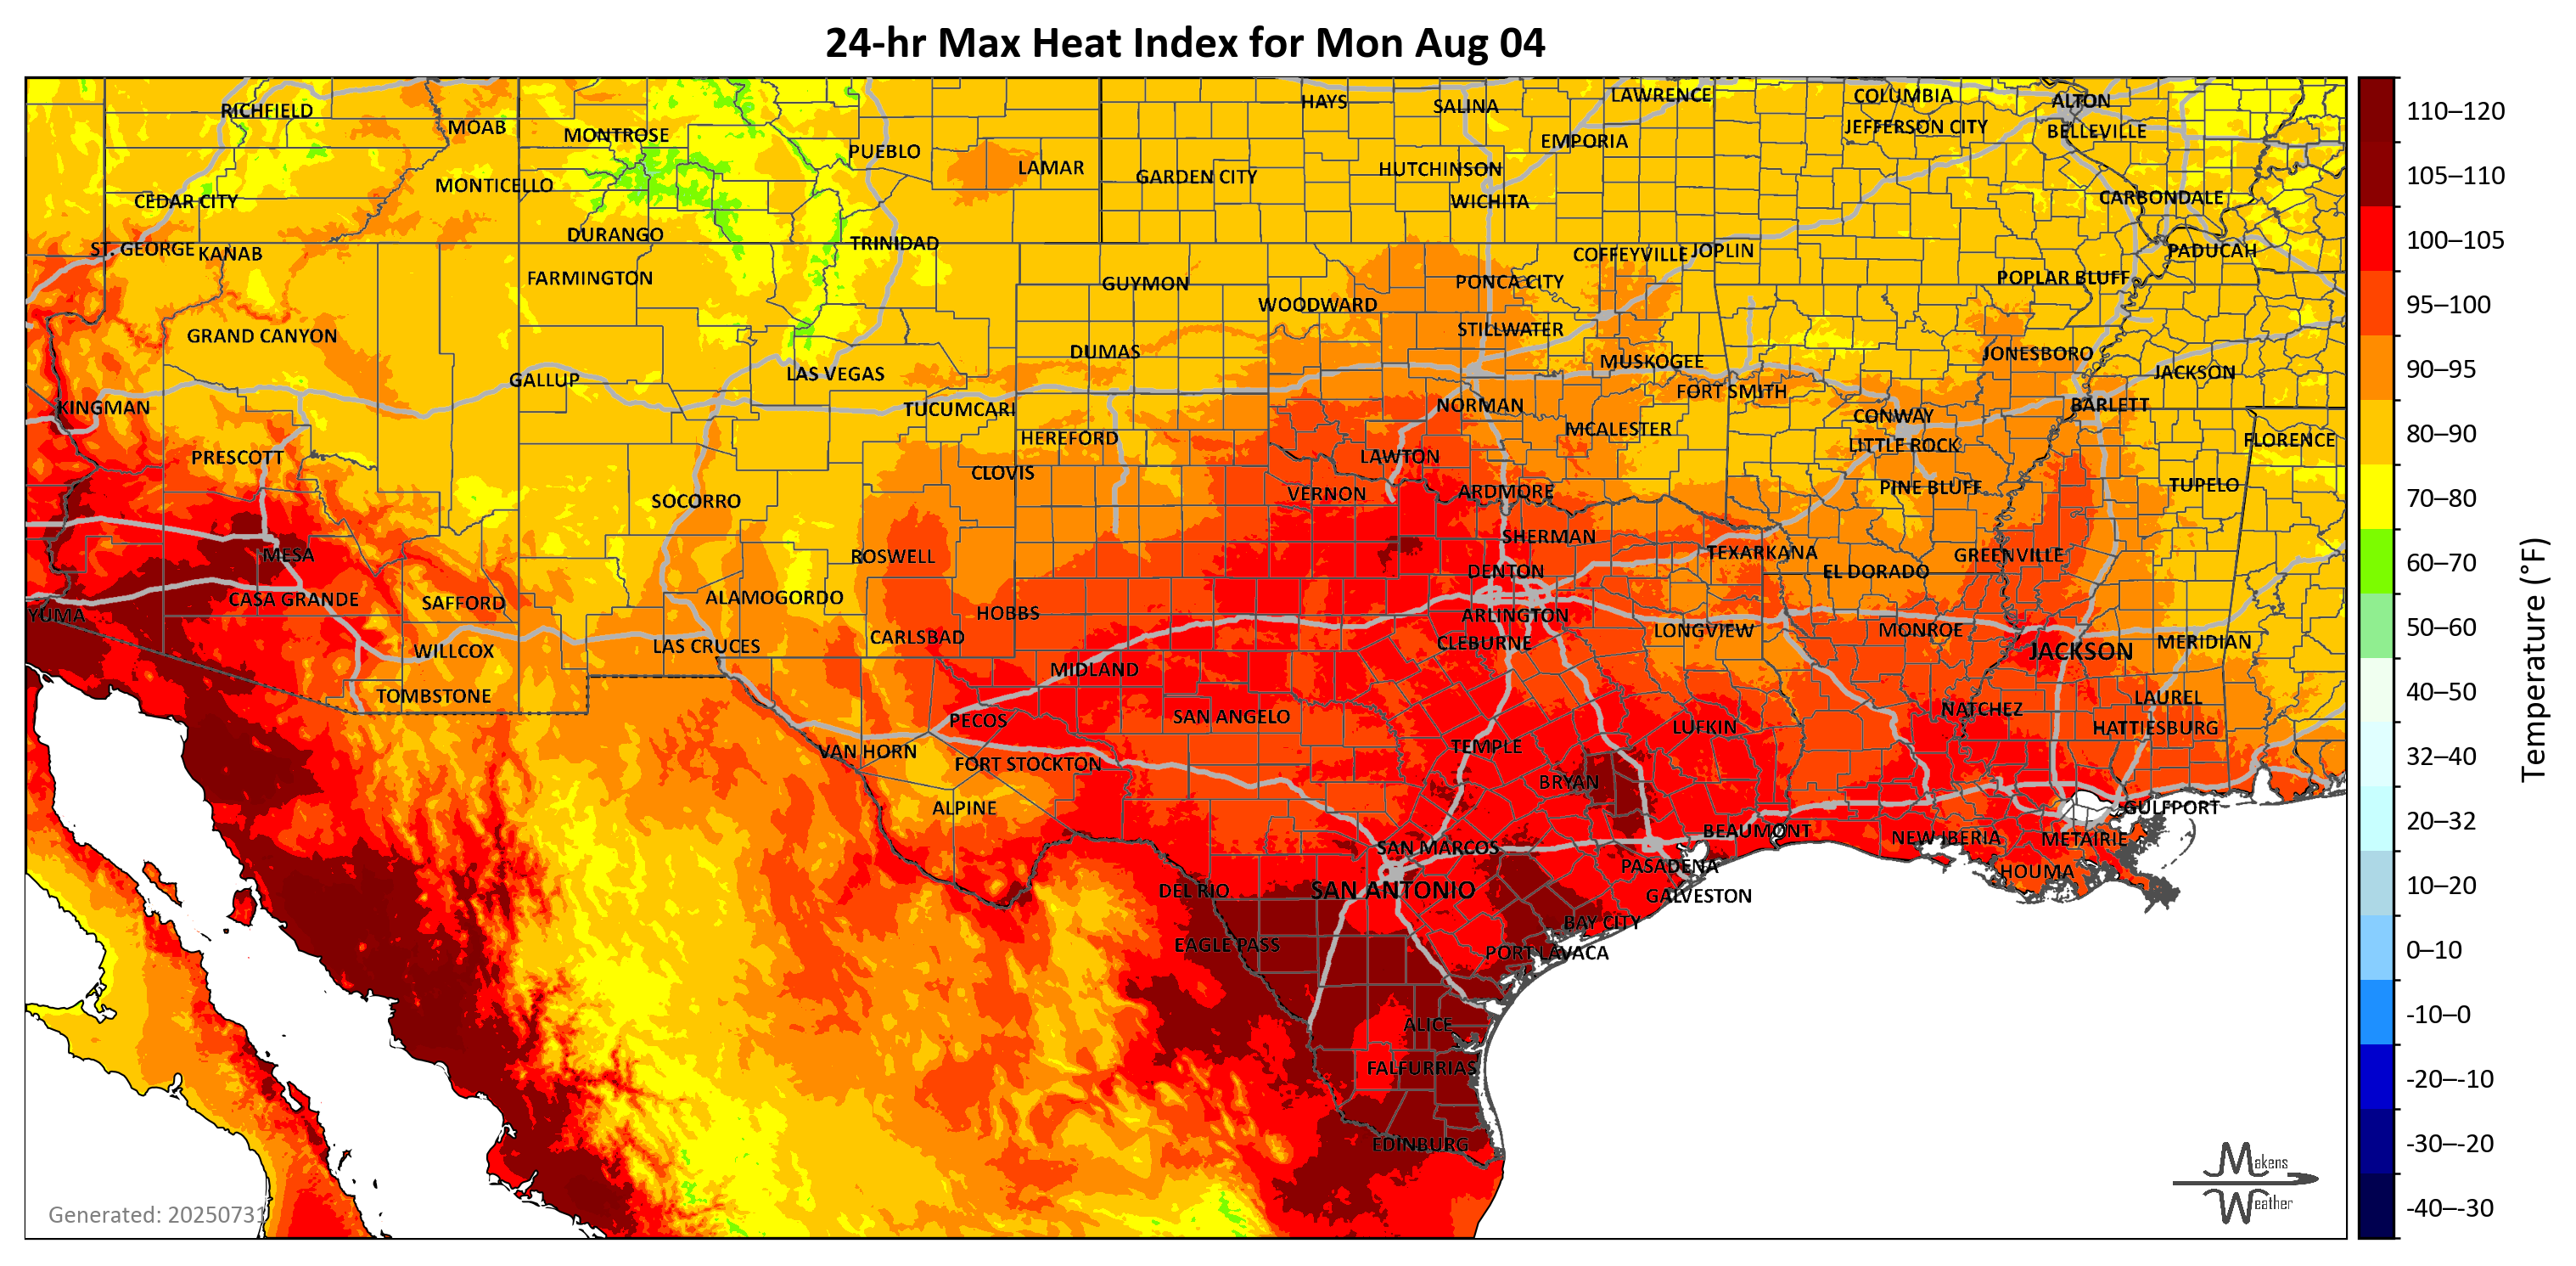 24-hr Max Heat Index for Mon Aug 04
RICHFIELD
MOAB
MONTROSE
PUEBLO
LAMAR
HAYS
SALINA
LAWRENCE
COLUMBIA
ALTON
GARDEN CITY
HUTCHINSON
EMPORIA
JEFFERSON CITY
BELLEVILLE
CEDAR CITY
MONTICELLO
WICHITA
CARBONDALE
ST. GEORGE
KANAB
DURANGO
TRINIDAD
COFFEYVILLE
JOPLIN
PADUCAH
FARMINGTON
GUYMON
PONCA CITY
POPLAR BLUFF
WOODWARD
GRAND CANYON
STILLWATER
DUMAS
MUSKOGEE
JONESBORO
GALLUP
LAS VEGAS
FORT SMITH
JACKSON
KINGMAN
TUCUMCARI
NORMAN
CONWAY
BARLETT
HEREFORD
MCALESTER
LITTLE ROCK
FLORENCE
PRESCOTT
CLOVIS
LAWTON
SOCORRO
VERNON
ARDMORE
PINE BLUFF
TUPELO
MESA
ROSWELL
SHERMAN
TEXARKANA
GREENVILLE
DENTON
EL DORADO
YUMA
CASA GRANDE
SAFFORD
ALAMOGORDO
HOBBS
ARLINGTON
WILLCOX
LAS CRUCES
CARLSBAD
CLEBURNE
LONGVIEW
MONROE
JACKSON
MERIDIAN
TOMBSTONE
MIDLAND
LAUREL
PECOS
SAN ANGELO
NATCHEZ
LUFKIN
HATTIESBURG
VAN HORN
FORT STOCKTON
TEMPLE
BRYAN
ALPINE
GULFPORT
SAN MARCOS
BEAUMONT
NEW IBERIA
METAIRIE
PASADENA
HOUMA
DEL RIO
SAN ANTONIO
GALVESTON
BAY CITY
EAGLE PASS
PORT LAVACA
ALICE
FALFURRIAS
EDINBURG
Generated: 20250731
Makens
Weather
110–120
105–110
100–105
95–100
90–95
80–90
70–80
60–70
50–60
40–50
32–40
20–32
10–20
0–10
-10–0
-20–-10
-30–-20
-40–-30
Temperature (°F)